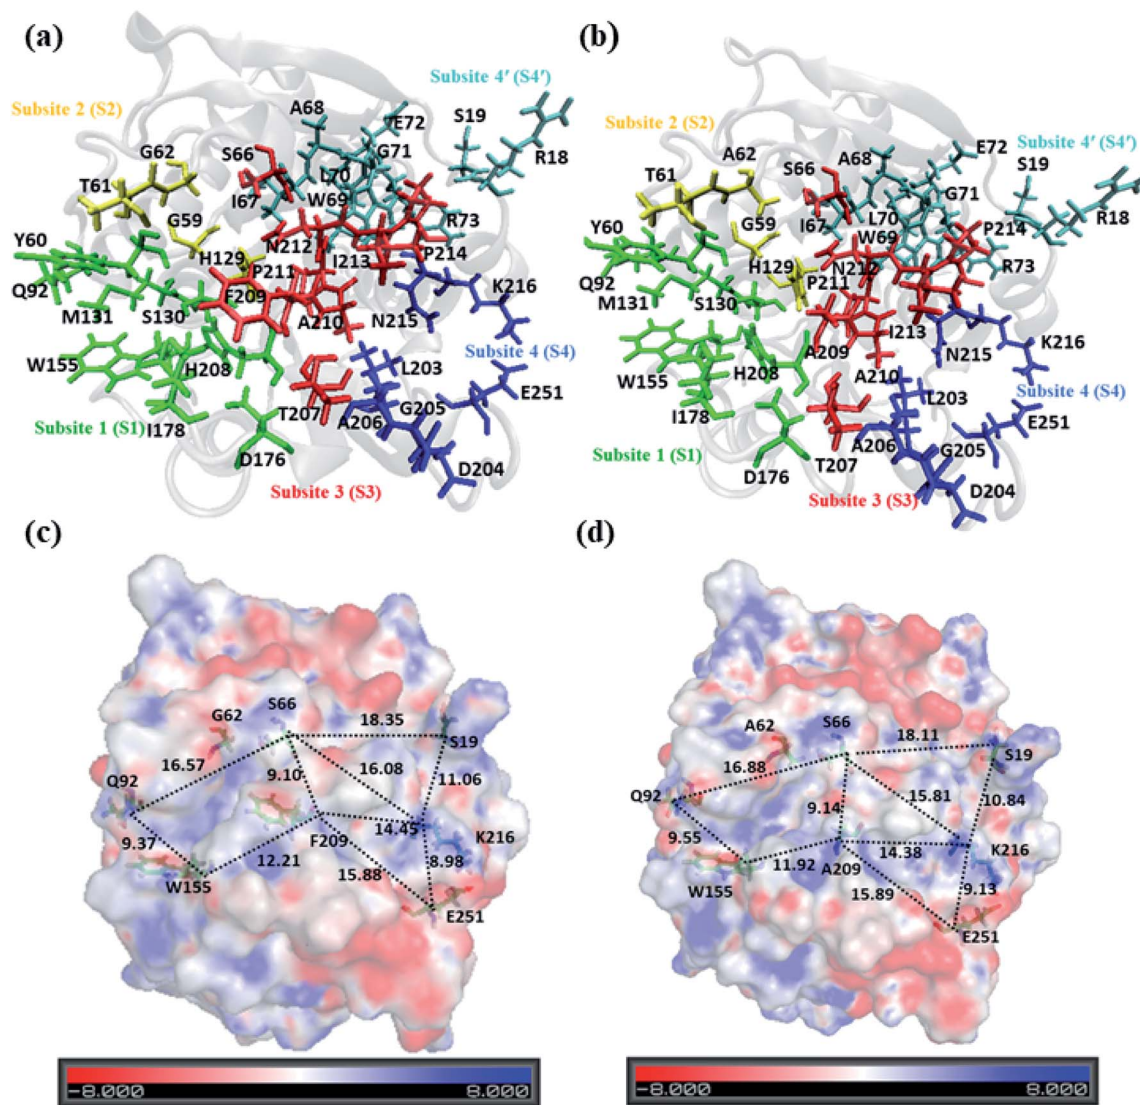 (a)
(b)
Subsite 2 (S2)
A68
E72
Subsite 4′ (S4′)
S19
R18
G62
S66
G71
T61
L70
I67
W69
G59
R73
Y60
N212
H129
P211
I213
P214
Q92
F209
K216
M131
S130
A210
N215
W155
H208
L203
Subsite 4 (S4)
E251
T207
G205
Subsite 1 (S1)
I178
A206
D176
D204
Subsite 3 (S3)
Subsite 2 (S2)
E72
Subsite 4′ (S4′)
A62
S66
A68
S19
T61
G71
R18
G59
I67
L70
P214
Y60
W69
H129
N212
R73
P211
Q92
M131
S130
I213
K216
A209
N215
W155
H208
A210
Subsite 4 (S4)
I178
L203
E251
A206
G205
Subsite 1 (S1)
T207
D176
D204
Subsite 3 (S3)
(c)
(d)
G62
S66
18.35
S19
16.57
9.10
16.08
11.06
Q92
14.45
F209
K216
9.37
12.21
8.98
W155
15.88
E251
A62
S66
18.11
S19
16.88
Q92
15.81
10.84
9.14
9.55
14.38
K216
11.92
A209
W155
9.13
15.89
E251
-8.000
8.000
-8.000
8.000